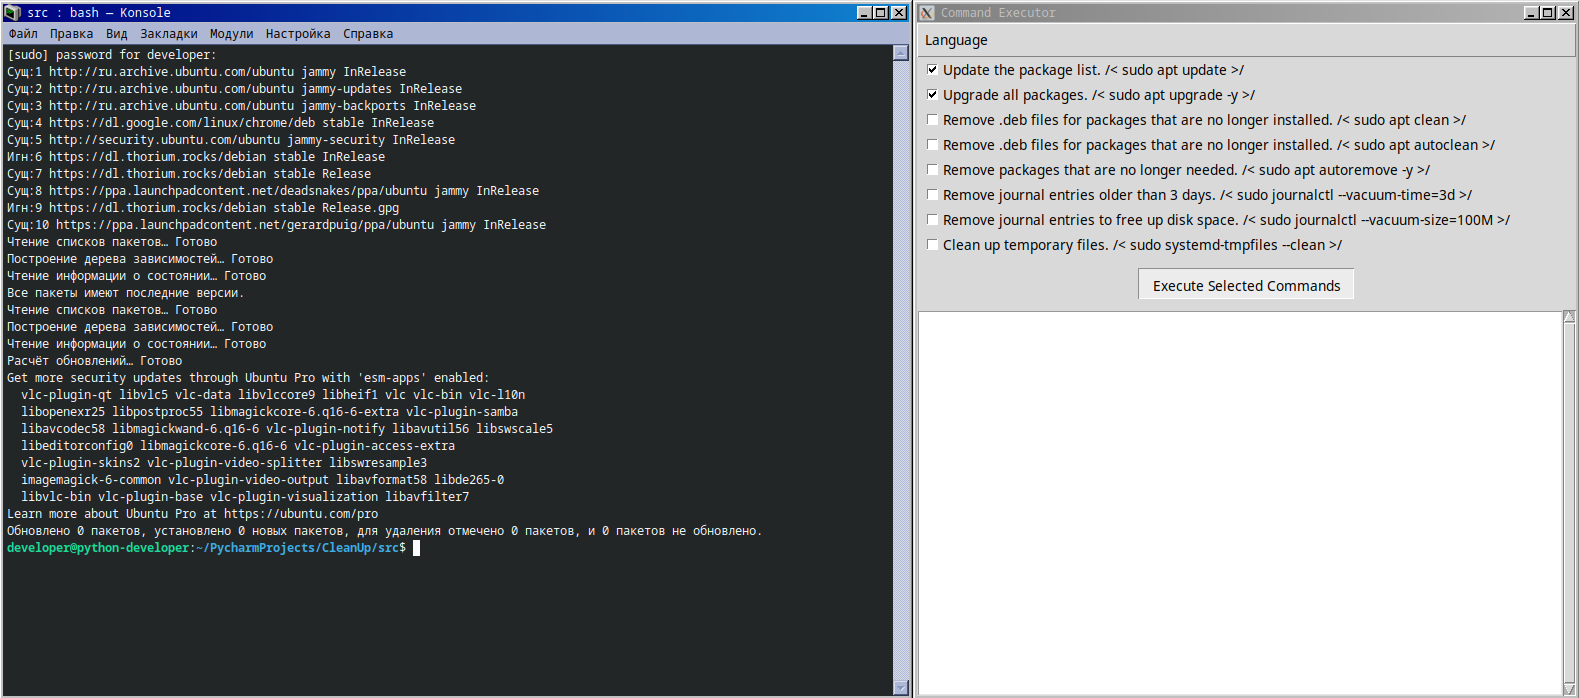 src : bash — Konsole
Файл Правка Вид Закладки Модули Настройка Справка
[sudo] password for developer:
Сущ:1 http://ru.archive.ubuntu.com/ubuntu jammy InRelease
Сущ:2 http://ru.archive.ubuntu.com/ubuntu jammy-updates InRelease
Сущ:3 http://ru.archive.ubuntu.com/ubuntu jammy-backports InRelease
Сущ:4 https://dl.google.com/linux/chrome/deb stable InRelease
Сущ:5 http://security.ubuntu.com/ubuntu jammy-security InRelease
Игн:6 https://dl.thorium.rocks/debian stable InRelease
Сущ:7 https://dl.thorium.rocks/debian stable Release
Сущ:8 https://ppa.launchpadcontent.net/deadsnakes/ppa/ubuntu jammy InRelease
Игн:9 https://dl.thorium.rocks/debian stable Release.gpg
Сущ:10 https://ppa.launchpadcontent.net/gerardpuig/ppa/ubuntu jammy InRelease
Чтение списков пакетов… Готово
Построение дерева зависимостей… Готово
Чтение информации о состоянии… Готово
Все пакеты имеют последние версии.
Чтение списков пакетов… Готово
Построение дерева зависимостей… Готово
Чтение информации о состоянии… Готово
Расчёт обновлений… Готово
Get more security updates through Ubuntu Pro with 'esm-apps' enabled:
vlc-plugin-qt libvlc5 vlc-data libvlccore9 libheif1 vlc vlc-bin vlc-l10n
libopenexr25 libpostproc55 libmagickcore-6.q16-6-extra vlc-plugin-samba
libavcodec58 libmagickwand-6.q16-6 vlc-plugin-notify libavutil56 libswscale5
libeditorconfig0 libmagickcore-6.q16-6 vlc-plugin-access-extra
vlc-plugin-skins2 vlc-plugin-video-splitter libswresample3
imagemagick-6-common vlc-plugin-video-output libavformat58 libde265-0
libvlc-bin vlc-plugin-base vlc-plugin-visualization libavfilter7
Learn more about Ubuntu Pro at https://ubuntu.com/pro
Обновлено 0 пакетов, установлено 0 новых пакетов, для удаления отмечено 0 пакетов, и 0 пакетов не обновлено.
developer@python-developer:~/PycharmProjects/CleanUp/src$
Command Executor
Language
Update the package list. /< sudo apt update >/
Upgrade all packages. /< sudo apt upgrade -y >/
Remove .deb files for packages that are no longer installed. /< sudo apt clean >/
Remove .deb files for packages that are no longer installed. /< sudo apt autoclean >/
Remove packages that are no longer needed. /< sudo apt autoremove -y >/
Remove journal entries older than 3 days. /< sudo journalctl --vacuum-time=3d >/
Remove journal entries to free up disk space. /< sudo journalctl --vacuum-size=100M >/
Clean up temporary files. /< sudo systemd-tmpfiles --clean >/
Execute Selected Commands